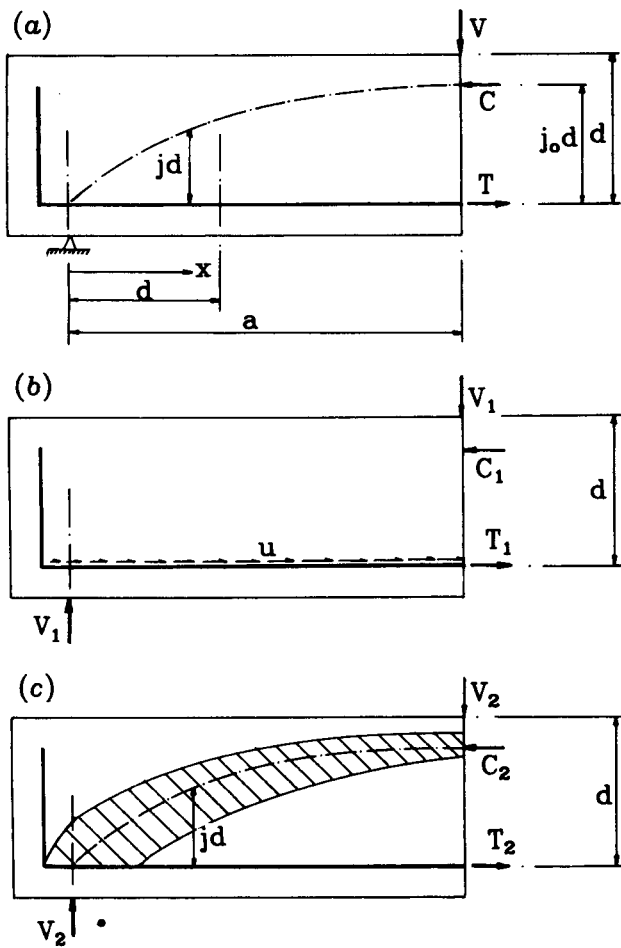 (a)
V
C
jd
j₀d
d
T
x
d
a
(b)
V₁
C₁
d
u
T₁
V₁
(c)
V₂
C₂
jd
d
T₂
V₂